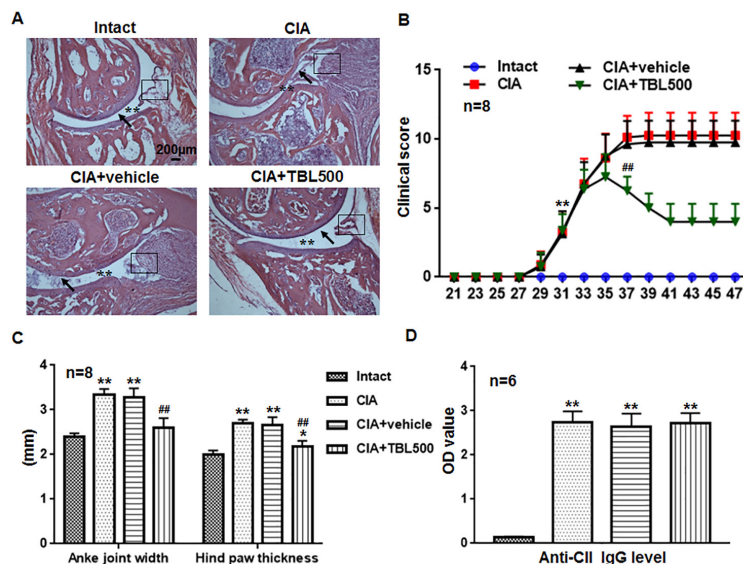 A
Intact
CIA
**
**
200μm
CIA+vehicle
CIA+TBL500
**
**
B
Intact
CIA
CIA+vehicle
CIA+TBL500
n=8
Clinical score
15
10
5
0
**
##
21 23 25 27 29 31 33 35 37 39 41 43 45 47
C
n=8
(mm)
4
3
2
1
0
** **
##
** **
##
*
Intact
CIA
CIA+vehicle
CIA+TBL500
Anke joint width
Hind paw thickness
D
n=6
OD value
4
3
2
1
0
** ** **
Anti-CII IgG level